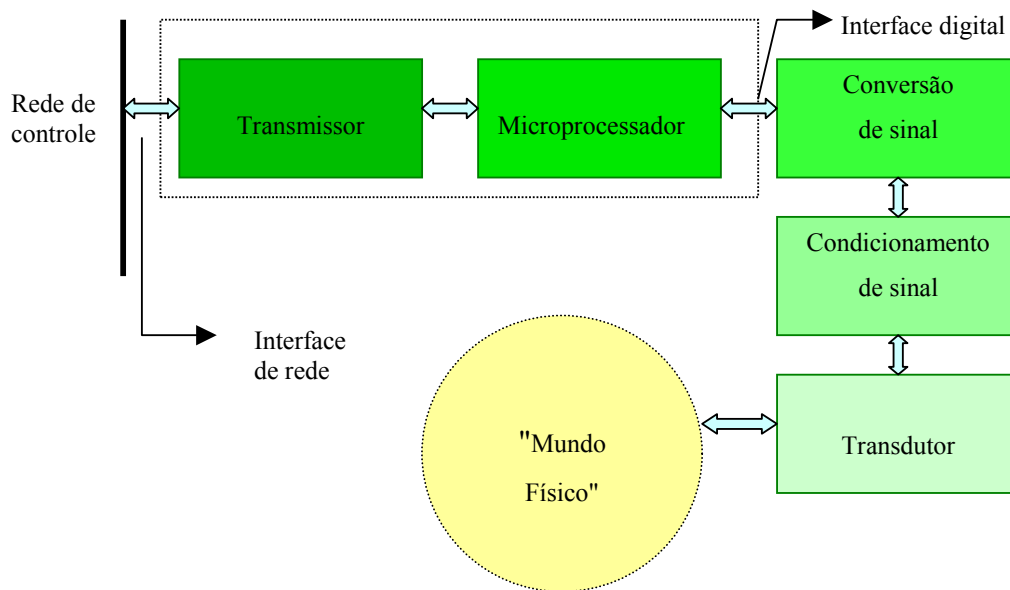 Interface digital
Rede de
controle
Transmissor
Microprocessador
Conversão
de sinal
Condicionamento
de sinal
Interface
de rede
"Mundo
Físico"
Transdutor